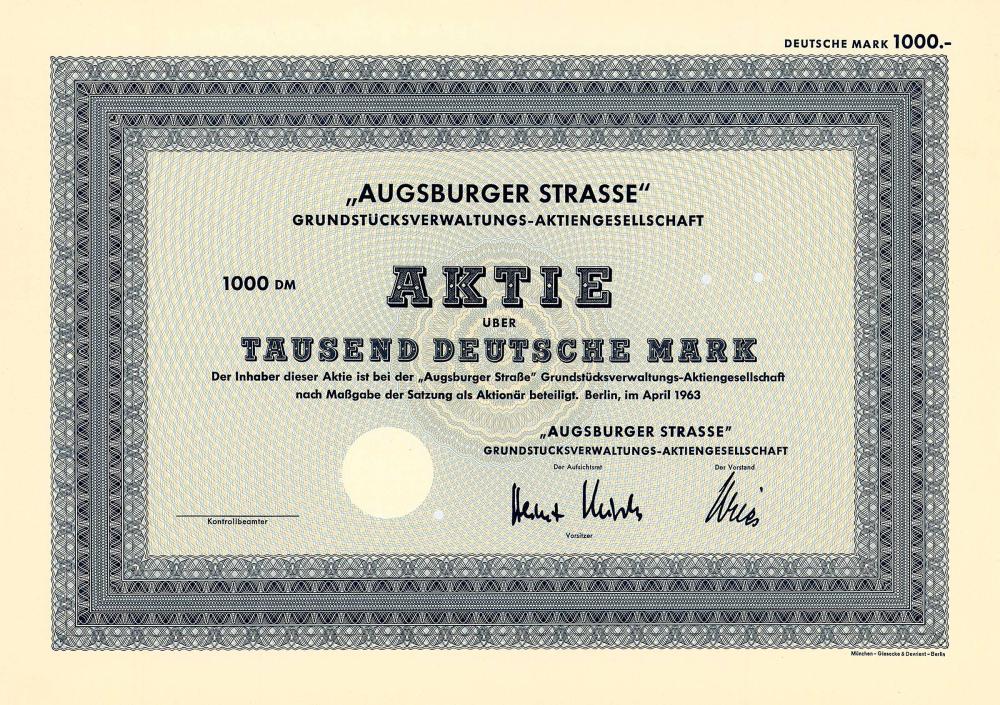 DEUTSCHE MARK 1000.-
„AUGSBURGER STRASSE“
GRUNDSTÜCKSVERWALTUNGS-AKTIENGESELLSCHAFT
1000 DM
AKTIE
ÜBER
TAUSEND DEUTSCHE MARK
Der Inhaber dieser Aktie ist bei der „Augsburger Straße“ Grundstücksverwaltungs-Aktiengesellschaft
nach Maßgabe der Satzung als Aktionär beteiligt. Berlin, im April 1963
„AUGSBURGER STRASSE”
GRUNDSTÜCKSVERWALTUNGS-AKTIENGESELLSCHAFT
Der Aufsichtsrat Der Vorstand
Vorsitzer
Kontrollbeamter
München – Giesecke & Devrient – Berlin